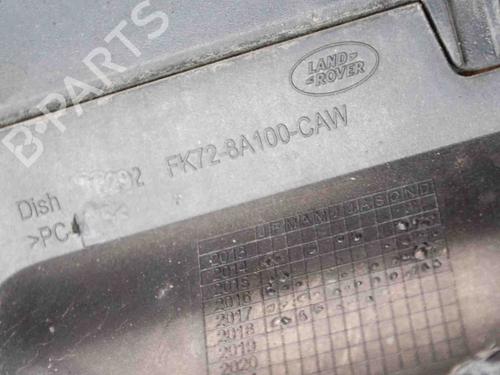 B-PARTS
LAND
ROVER
Dish FK72-8A100-CAW
>PC
J F M A M J J A S O N D
2013
2014
2015
2016
2017
2018
2019
2020